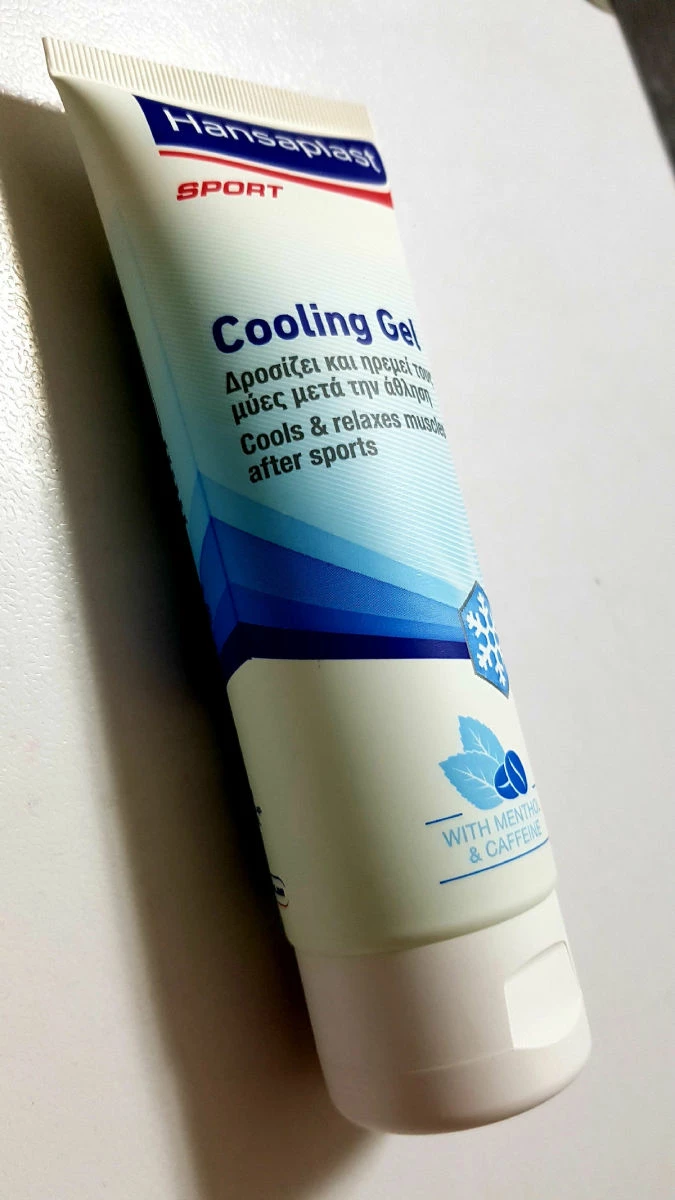 Hansaplast
SPORT
Cooling Gel
Δροσίζει και ηρεμεί τους
μύες μετά την άθληση
Cools & relaxes muscles
after sports
WITH MENTHOL
& CAFFEINE